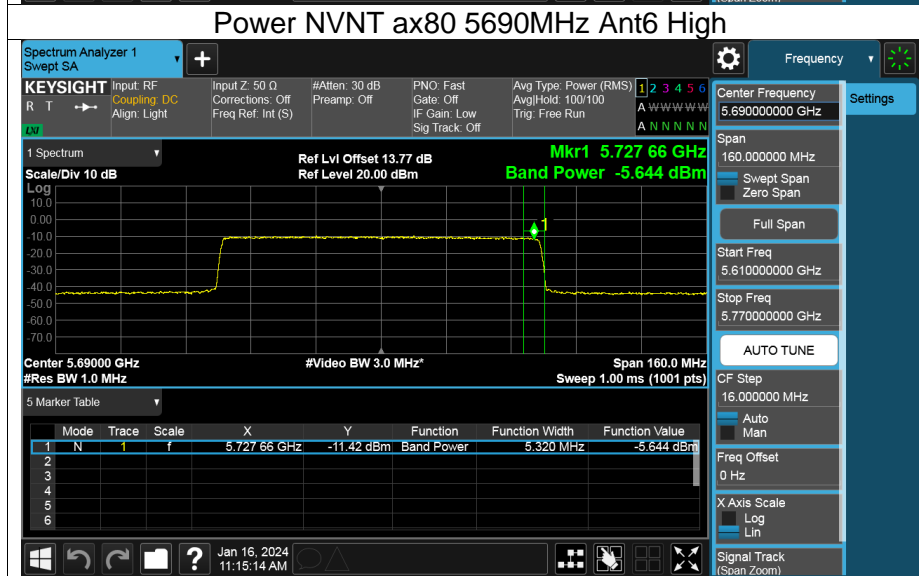 (Span Zoom)
Power NVNT ax80 5690MHz Ant6 High
Spectrum Analyzer 1
Swept SA
+
Frequency
KEYSIGHT
R T
LXI
Input: RF
Coupling: DC
Align: Light
Input Z: 50 Ω
Corrections: Off
Freq Ref: Int (S)
#Atten: 30 dB
Preamp: Off
PNO: Fast
Gate: Off
IF Gain: Low
Sig Track: Off
Avg Type: Power (RMS)
Avg|Hold: 100/100
Trig: Free Run
1 2 3 4 5 6
A W W W W W
A N N N N N
Center Frequency
5.690000000 GHz
Settings
Span
160.000000 MHz
Swept Span
Zero Span
Full Span
Start Freq
5.610000000 GHz
Stop Freq
5.770000000 GHz
AUTO TUNE
CF Step
16.000000 MHz
Auto
Man
Freq Offset
0 Hz
X Axis Scale
Log
Lin
Signal Track
(Span Zoom)
1 Spectrum
Scale/Div 10 dB
Ref Lvl Offset 13.77 dB
Ref Level 20.00 dBm
Mkr1 5.727 66 GHz
Band Power -5.644 dBm
Log
10.0
0.00
-10.0
-20.0
-30.0
-40.0
-50.0
-60.0
-70.0
1
Center 5.69000 GHz
#Res BW 1.0 MHz
#Video BW 3.0 MHz*
Span 160.0 MHz
Sweep 1.00 ms (1001 pts)
5 Marker Table
Mode Trace Scale X Y Function Function Width Function Value
1 N 1 f 5.727 66 GHz -11.42 dBm Band Power 5.320 MHz -5.644 dBm
2
3
4
5
6
?
Jan 16, 2024
11:15:14 AM